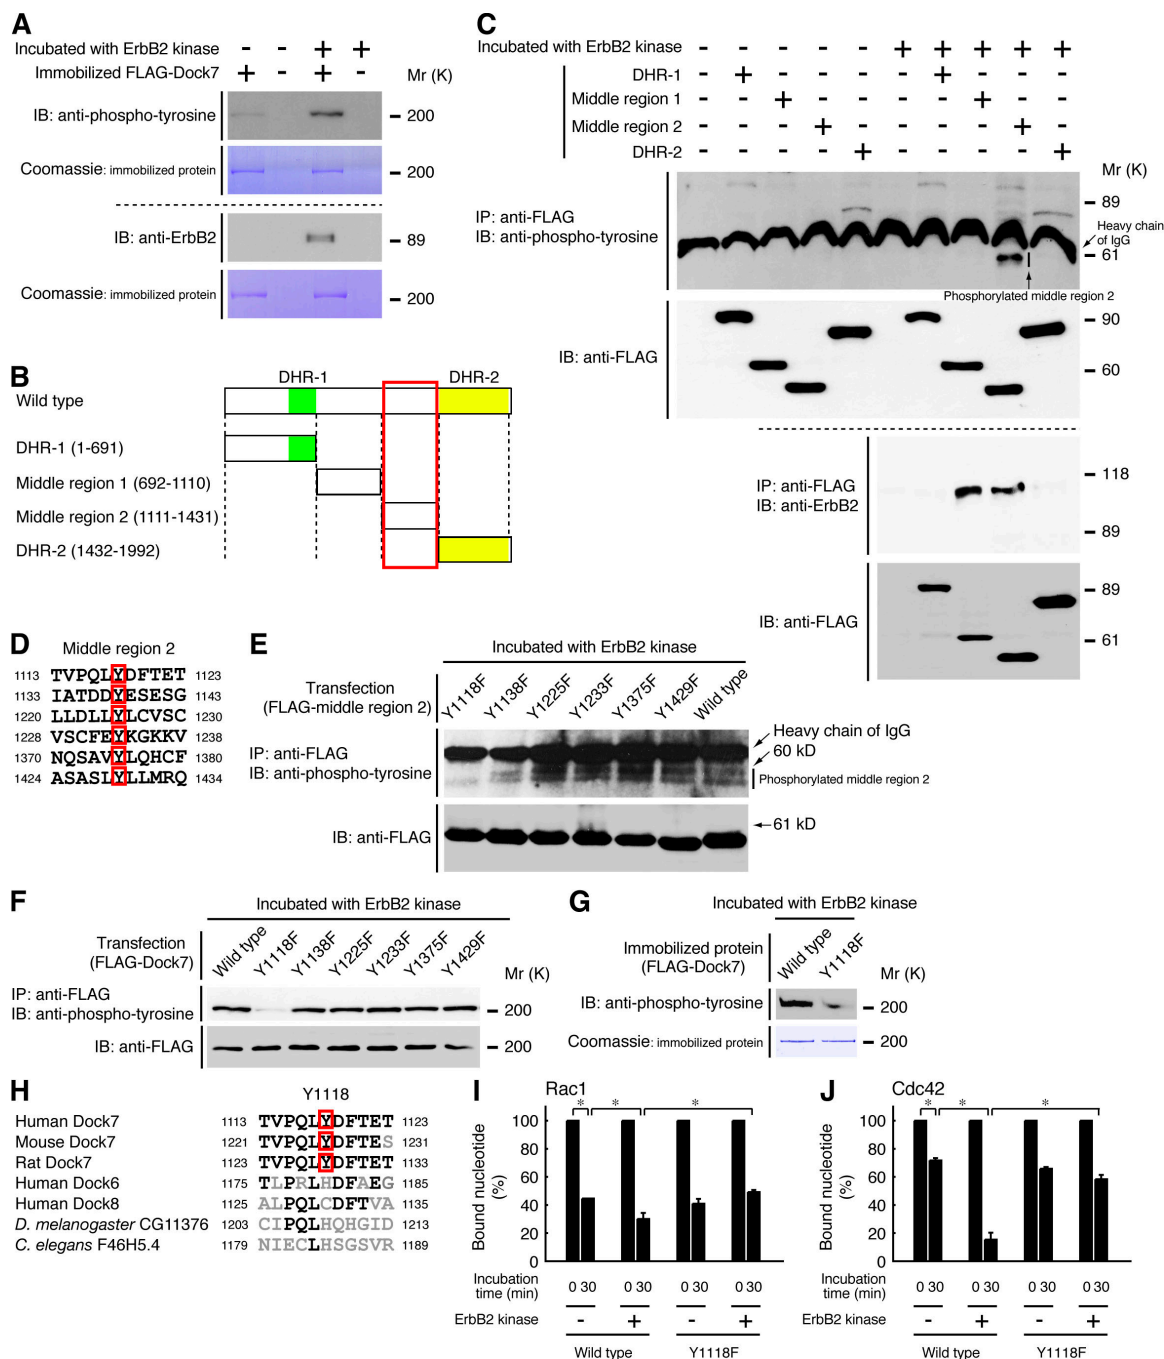 A
Incubated with ErbB2 kinase - - + +
Immobilized FLAG-Dock7 + - + - Mr (K)
IB: anti-phospho-tyrosine 200
Coomassie: immobilized protein 200
IB: anti-ErbB2 89
Coomassie: immobilized protein 200
B
DHR-1 DHR-2
Wild type
DHR-1 (1-691)
Middle region 1 (692-1110)
Middle region 2 (1111-1431)
DHR-2 (1432-1992)
C
Incubated with ErbB2 kinase - - - - - + + + + +
DHR-1 - + - - - - + - - -
Middle region 1 - - + - - - - + - -
Middle region 2 - - - + - - - - + -
DHR-2 - - - - + - - - - +
Mr (K)
IP: anti-FLAG
IB: anti-phospho-tyrosine
89
Heavy chain
of IgG
61
Phosphorylated middle region 2
IB: anti-FLAG
90
60
IP: anti-FLAG
IB: anti-ErbB2
118
89
IB: anti-FLAG
89
61
D
Middle region 2
1113 TVPQLYDFTET 1123
1133 IATDDYESESG 1143
1220 LLDLLYLCVSC 1230
1228 VSCFEYKGKKV 1238
1370 NQSAVYLQHCF 1380
1424 ASASLYLLMRQ 1434
E
Incubated with ErbB2 kinase
Transfection
(FLAG-middle region 2)
Y1118F Y1138F Y1225F Y1233F Y1375F Y1429F Wild type
IP: anti-FLAG
IB: anti-phospho-tyrosine
Heavy chain of IgG
60 kD
Phosphorylated middle region 2
IB: anti-FLAG
61 kD
F
Incubated with ErbB2 kinase
Transfection
(FLAG-Dock7)
Wild type Y1118F Y1138F Y1225F Y1233F Y1375F Y1429F
Mr (K)
IP: anti-FLAG
IB: anti-phospho-tyrosine
200
IB: anti-FLAG 200
G
Incubated with ErbB2 kinase
Immobilized protein
(FLAG-Dock7)
Wild type Y1118F
Mr (K)
IB: anti-phospho-tyrosine 200
Coomassie: immobilized protein 200
H
Y1118
Human Dock7 1113 TVPQLYDFTET 1123
Mouse Dock7 1221 TVPQLYDFTES 1231
Rat Dock7 1123 TVPQLYDFTET 1133
Human Dock6 1175 TLPRLHDFAEG 1185
Human Dock8 1125 ALPQLCDFTVA 1135
D. melanogaster CG11376 1203 CIPQLHQHGID 1213
C. elegans F46H5.4 1179 NIECLHSGSVR 1189
I
Rac1
* * *
Bound nucleotide
(%)
100
80
60
40
20
0
Incubation
time (min)
0 30 0 30 0 30 0 30
ErbB2 kinase - + - +
Wild type Y1118F
J
Cdc42
* * *
Bound nucleotide
(%)
100
80
60
40
20
0
Incubation
time (min)
0 30 0 30 0 30 0 30
ErbB2 kinase - + - +
Wild type Y1118F